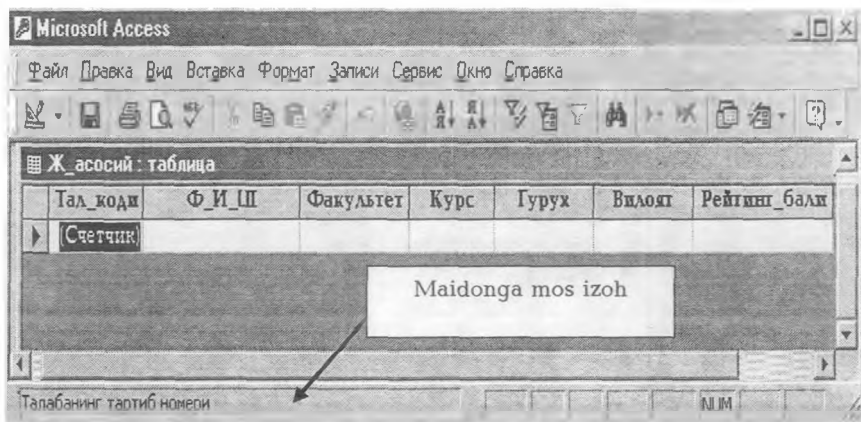 Microsoft Access
Файл Правка Вид Вставка Формат Записи Сервис Окно Справка
Ж_асосий : таблица
Тал_коди Ф_И_Ш Факультет Курс Гурух Вилоят Рейтинг_бали
(Счетчик)
Maidonga mos izoh
Талабанинг тартиб номери
NUM